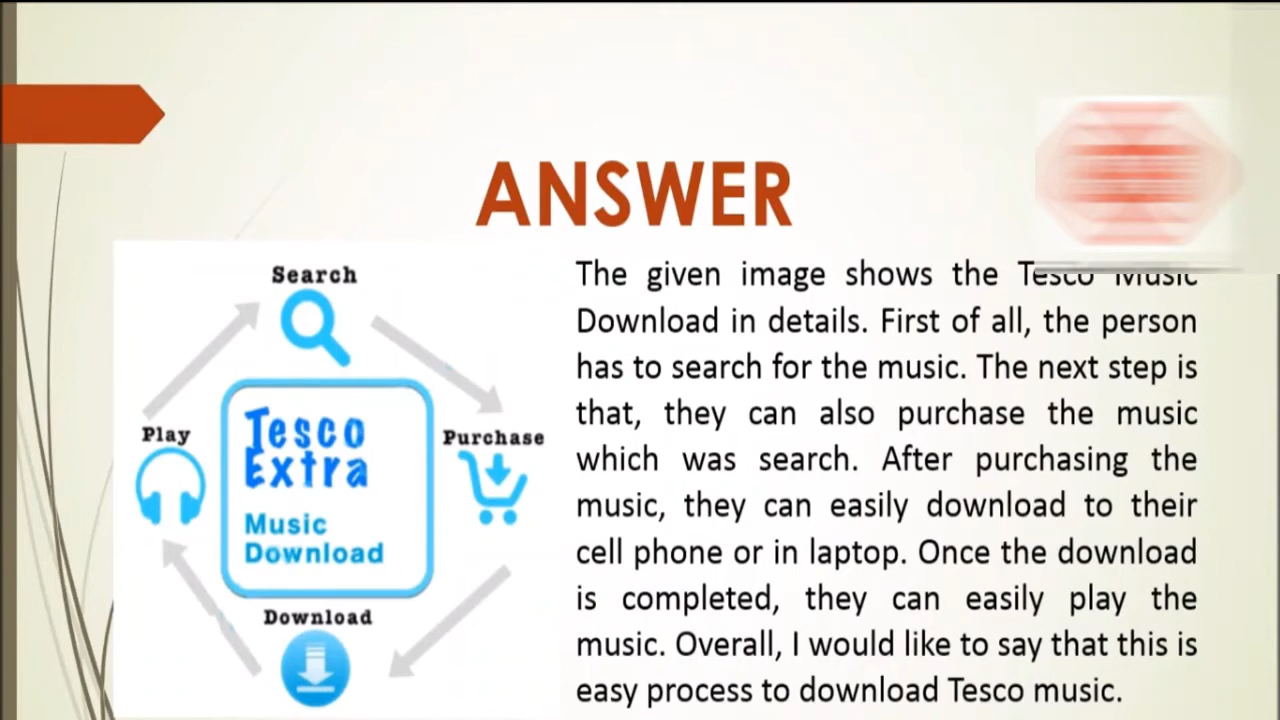 ANSWER
Search
Play
Purchase
Tesco
Extra
Music
Download
Download
The given image shows the Tesco Music
Download in details. First of all, the person
has to search for the music. The next step is
that, they can also purchase the music
which was search. After purchasing the
music, they can easily download to their
cell phone or in laptop. Once the download
is completed, they can easily play the
music. Overall, I would like to say that this is
easy process to download Tesco music.